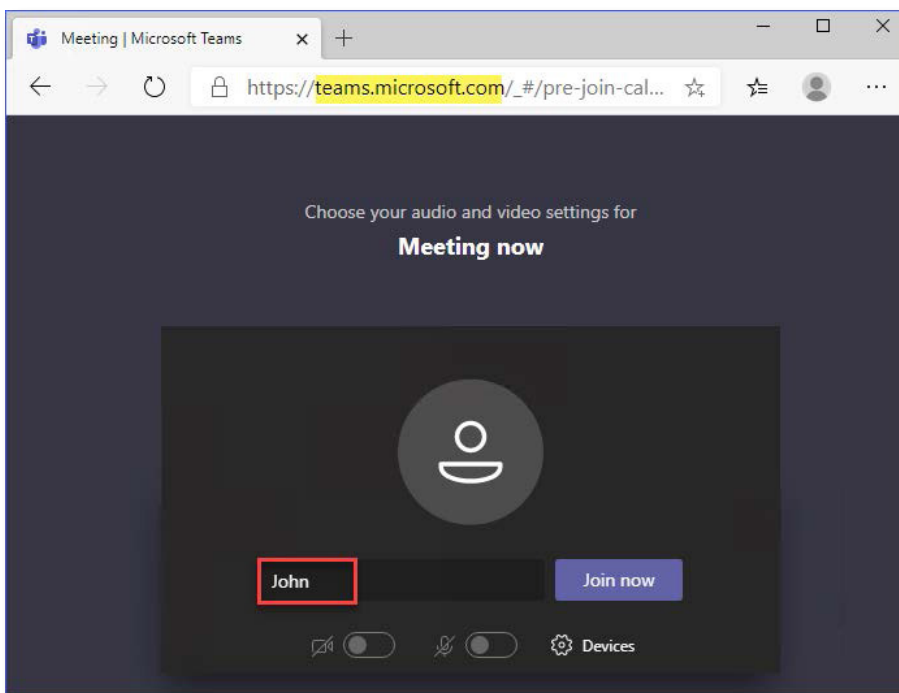 Meeting | Microsoft Teams
https://teams.microsoft.com/_#/pre-join-cal...
Choose your audio and video settings for
Meeting now
John
Join now
Devices